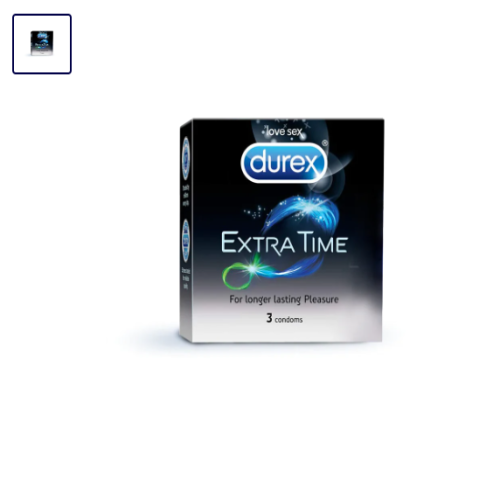 love sex
durex®
EXTRA TIME
For longer lasting Pleasure
3 condoms